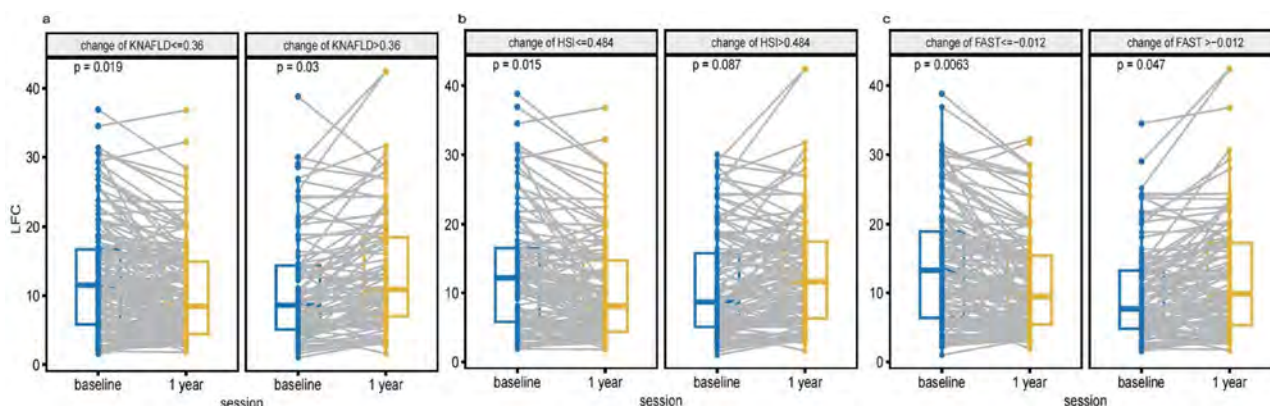 a
change of KNAFLD<=0.36
change of KNAFLD>0.36
p = 0.019
p = 0.03
LFC
40
30
20
10
0
baseline
1 year
baseline
1 year
session
b
change of HSI<=0.484
change of HSI>0.484
p = 0.015
p = 0.087
40
30
20
10
0
baseline
1 year
baseline
1 year
session
c
change of FAST<=−0.012
change of FAST >−0.012
p = 0.0063
p = 0.047
40
30
20
10
0
baseline
1 year
baseline
1 year
session